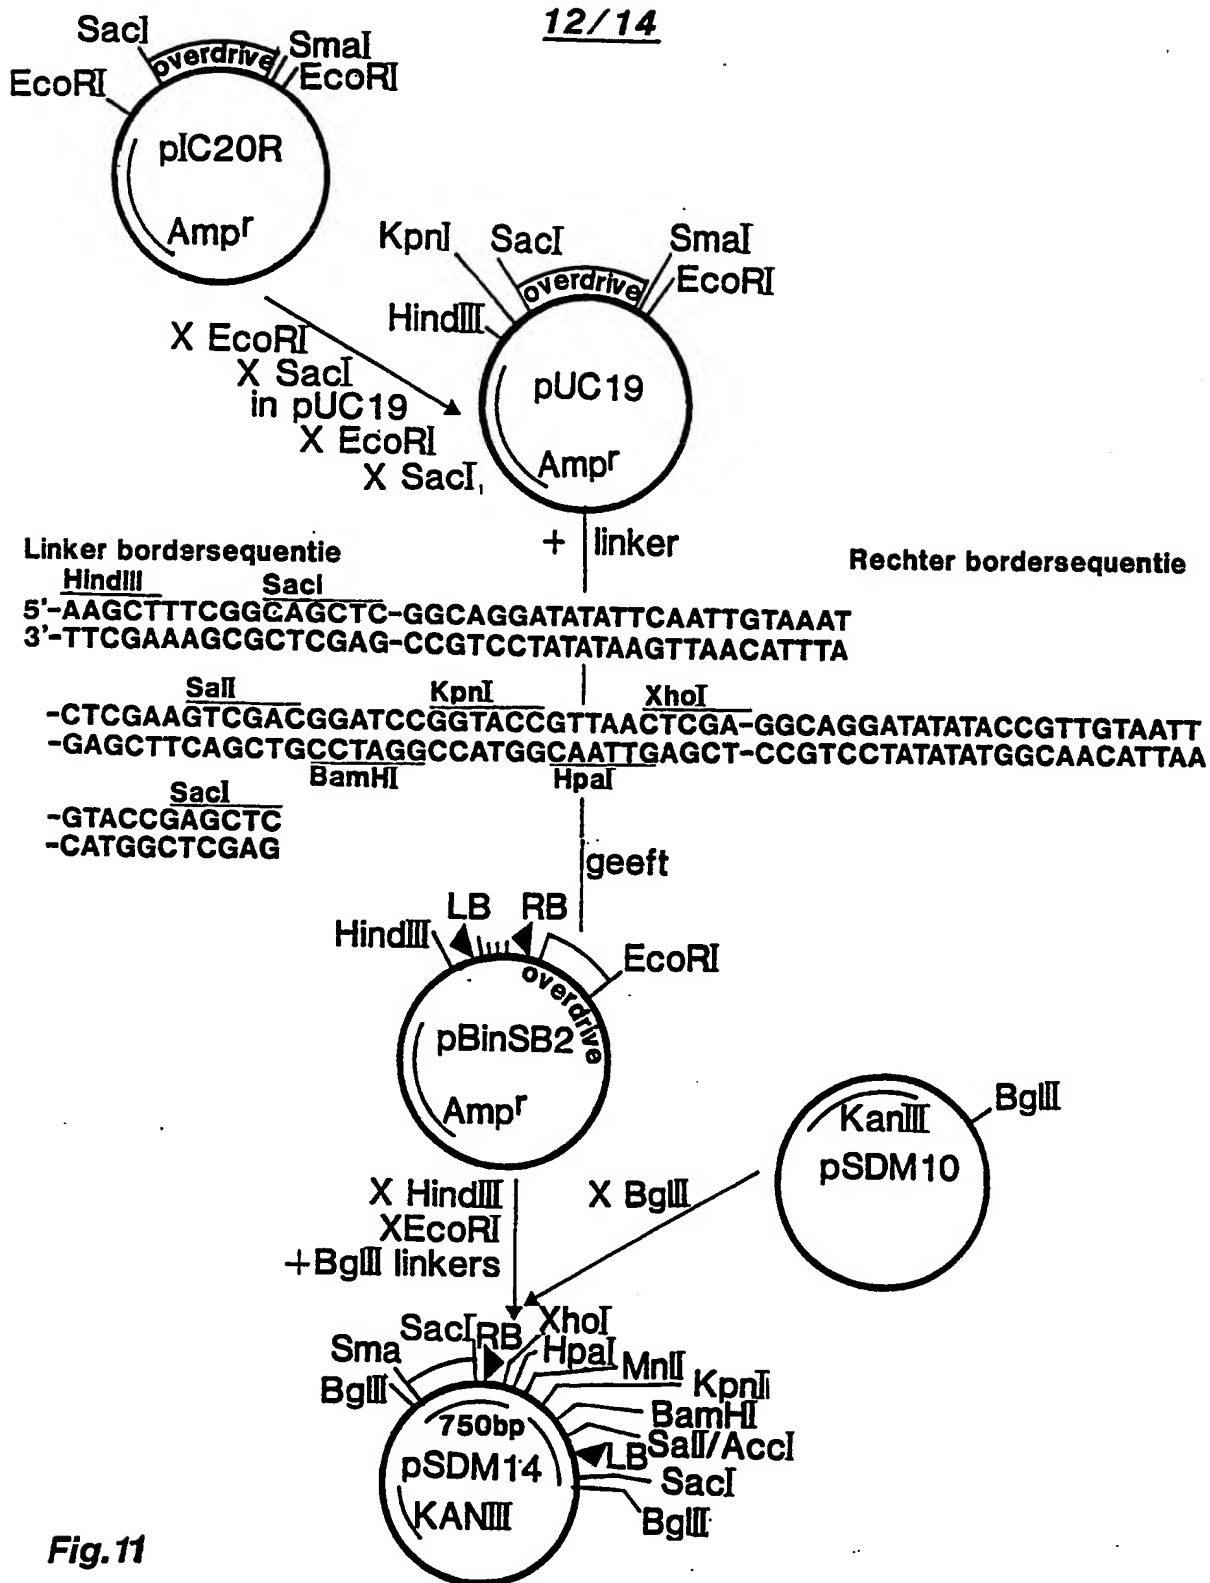 12/14
SacI
overdrive
SmaI
EcoRI
EcoRI
pIC20R
Ampr
KpnI
SacI
SmaI
overdrive
EcoRI
HindIII
pUC19
Ampr
X EcoRI
X SacI
in pUC19
X EcoRI
X SacI
+ linker
Linker bordersequentie
Rechter bordersequentie
HindIII SacI
5'-AAGCTTTCGGCAGCTC-GGCAGGATATATTCAATTGTAAAT
3'-TTCGAAAGCGCTCGAG-CCGTCCTATATAAGTTAACATTTA
SalI KpnI XhoI
-CTCGAAGTCGACGGATCCGGTACCGTTAACTCGA-GGCAGGATATATACCGTTGTAATT
-GAGCTTCAGCTGCCTAGGCCATGGCAATTGAGCT-CCGTCCTATATATGGCAACATTAA
BamHI HpaI
SacI
-GTACCGAGCTC
-CATGGCTCGAG
geeft
LB RB
HindIII
EcoRI
overdrive
pBinSB2
Ampr
KanIII
BglII
pSDM10
X HindIII
XEcoRI
+BglII linkers
X BglII
SacI
RB
XhoI
Sma
HpaI
MnlI
BglII
KpnI
BamHI
750bp
SalI/AccI
LB
pSDM14
SacI
KANIII
BglII
Fig.11